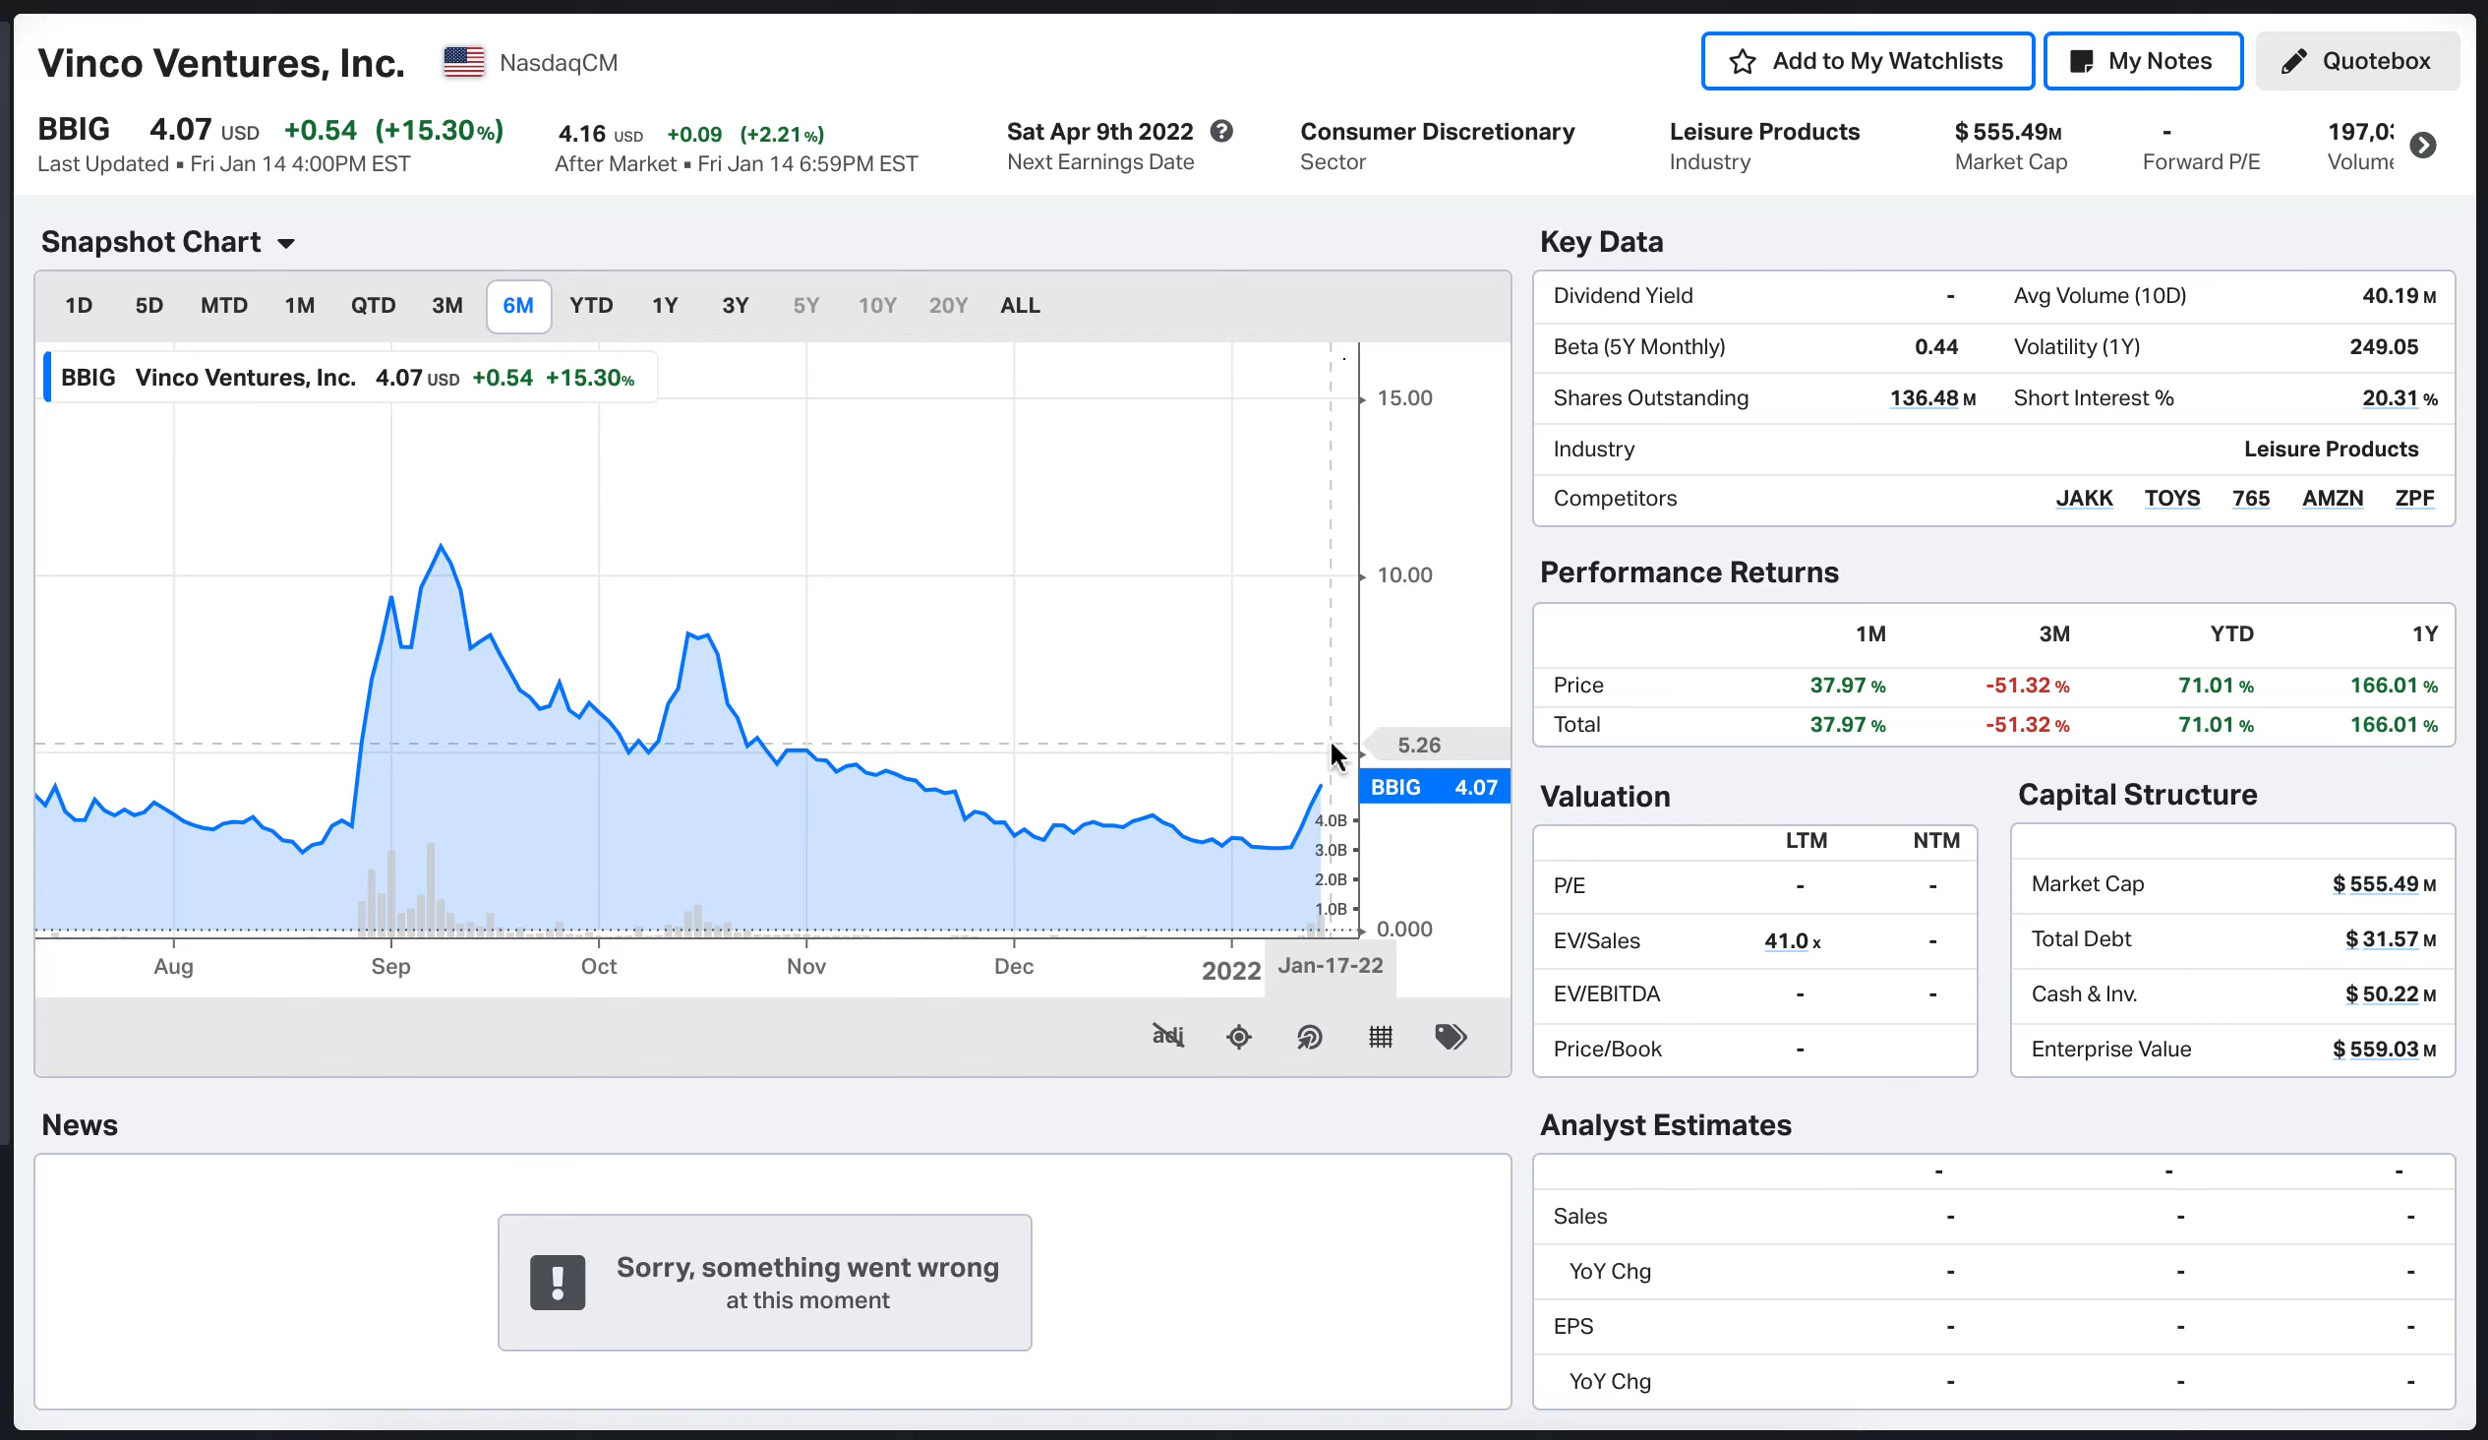 Vinco Ventures, Inc. NasdaqCM
Add to My Watchlists My Notes Quotebox
BBIG 4.07 USD +0.54 (+15.30%)
Last Updated ▪ Fri Jan 14 4:00PM EST
4.16 USD +0.09 (+2.21%)
After Market ▪ Fri Jan 14 6:59PM EST
Sat Apr 9th 2022 ?
Next Earnings Date
Consumer Discretionary
Sector
Leisure Products
Industry
$ 555.49M
Market Cap
-
Forward P/E
Snapshot Chart
1D 5D MTD 1M QTD 3M 6M YTD 1Y 3Y 5Y 10Y 20Y ALL
BBIG Vinco Ventures, Inc. 4.07 USD +0.54 +15.30%
15.00
10.00
5.26
BBIG 4.07
4.0B
3.0B
2.0B
1.0B
0.000
Aug Sep Oct Nov Dec 2022 Jan-17-22
adj
Key Data
Dividend Yield - Avg Volume (10D) 40.19 M
Beta (5Y Monthly) 0.44 Volatility (1Y) 249.05
Shares Outstanding 136.48 M Short Interest % 20.31 %
Industry Leisure Products
Competitors JAKK TOYS 765 AMZN ZPF
Performance Returns
1M 3M YTD 1Y
Price 37.97 % -51.32 % 71.01 % 166.01 %
Total 37.97 % -51.32 % 71.01 % 166.01 %
Valuation
LTM NTM
P/E - -
EV/Sales 41.0 x -
EV/EBITDA - -
Price/Book -
Capital Structure
Market Cap $ 555.49 M
Total Debt $ 31.57 M
Cash & Inv. $ 50.22 M
Enterprise Value $ 559.03 M
News
Sorry, something went wrong
at this moment
Analyst Estimates
- - -
Sales - - -
YoY Chg - - -
EPS - - -
YoY Chg - - -